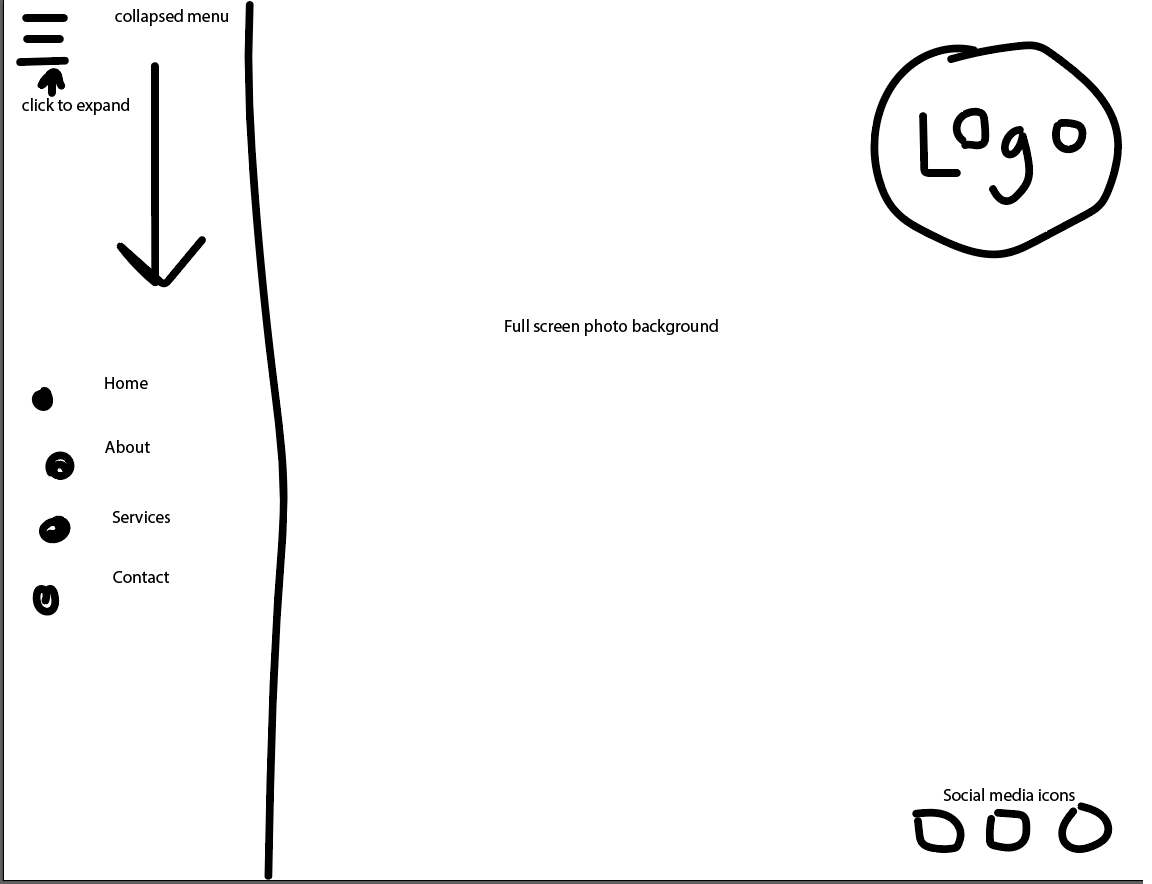 collapsed menu
click to expand
Logo
Full screen photo background
Home
About
Services
Contact
Social media icons